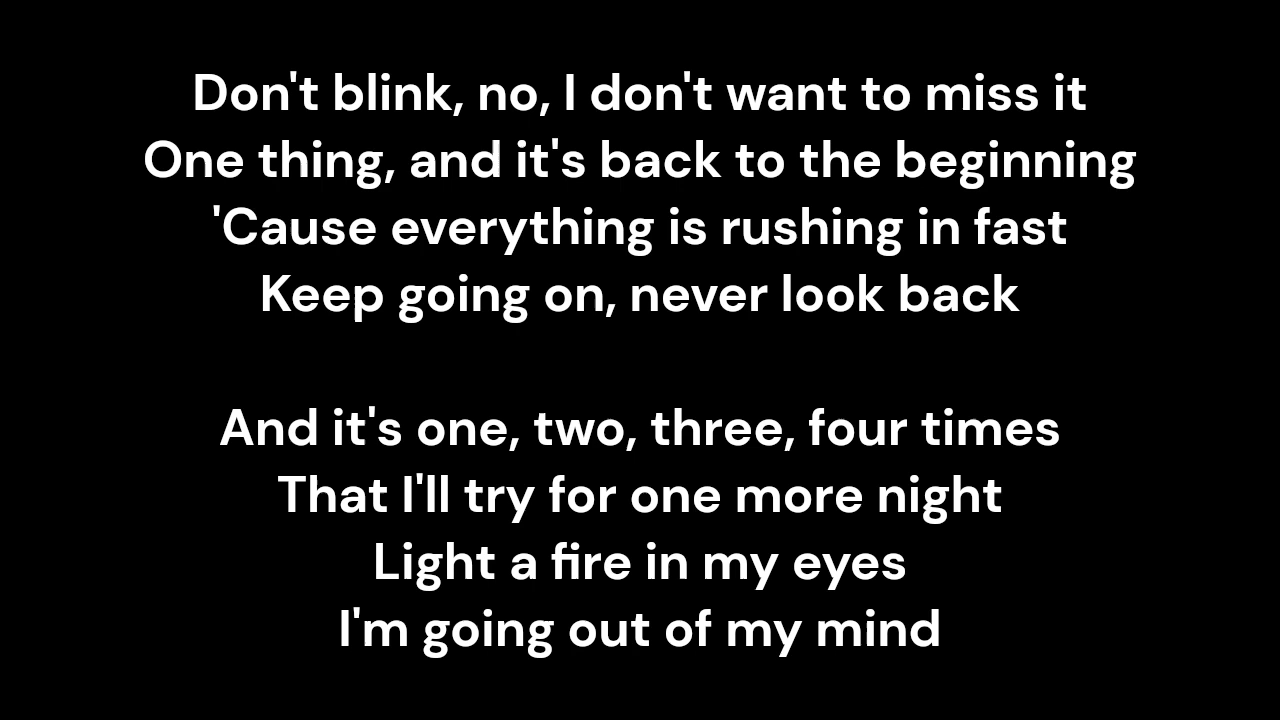 Don't blink, no, I don't want to miss it
One thing, and it's back to the beginning
'Cause everything is rushing in fast
Keep going on, never look back
And it's one, two, three, four times
That I'll try for one more night
Light a fire in my eyes
I'm going out of my mind